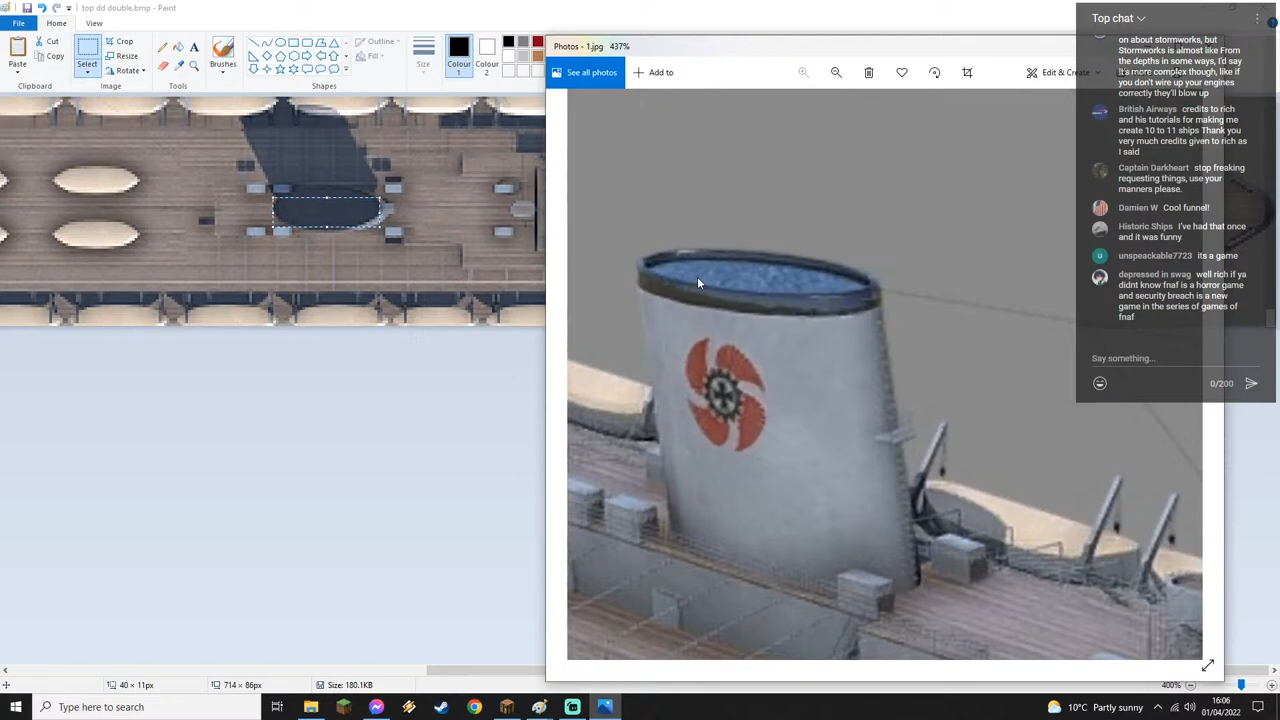 top dd double.bmp - Paint
File
Home
View
Paste
Cut
Copy
Clipboard
Select
Crop
Resize
Rotate
Image
Tools
Brushes
Shapes
Outline
Fill
Size
Colour 1
Colour 2
Photos - 1.jpg 437%
See all photos
Add to
Edit & Create
Top chat
on about stormworks, but
Stormworks is almost like From
the depths in some ways, I'd say
it's more complex though, like if
you don't wire up your engines
correctly they'll blow up
British Airways credits to rich
and his tutorials for making me
create 10 to 11 ships Thank you
very much credits given to rich as
I said
Captain Darkheart stop freaking
requesting things, use your
manners please.
Damien W Cool funnel!
Historic Ships I've had that once
and it was funny
unspeackable7723 its a game
depressed in swag well rich if ya
didnt know fnaf is a horror game
and security breach is a new
game in the series of games of
fnaf
Say something...
0/200
40 × 11px
714 × 86px
Size: 180.1KB
400%
Type here to search
10°C Partly sunny
16:06
01/04/2022